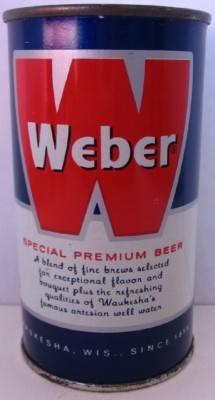 Weber
SPECIAL PREMIUM BEER
A blend of fine brews selected
for exceptional flavor and
bouquet plus the refreshing
qualities of Waukesha's
famous artesian well water
UKESHA, WIS., SINCE